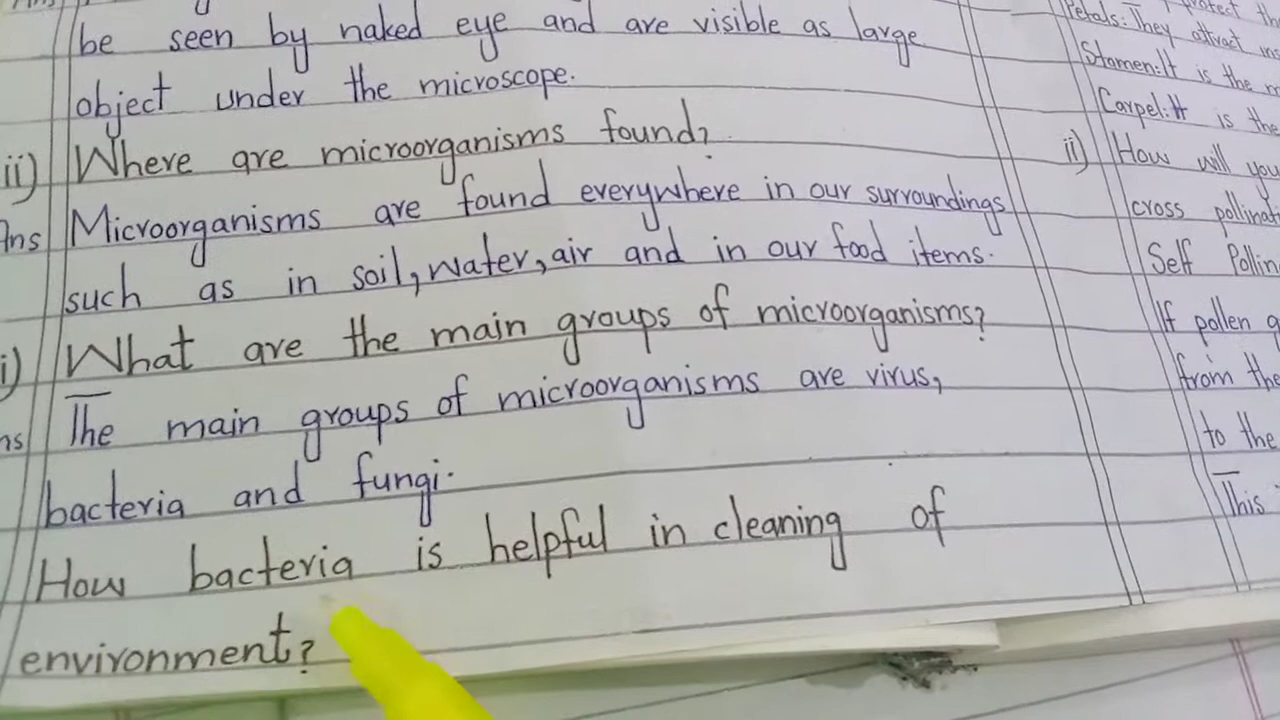 be seen by naked eye and are visible as large
object under the microscope.
ii) Where are microorganisms found?
Ans Microorganisms are found everywhere in our surroundings
such as in soil, water, air and in our food items.
i) What are the main groups of microorganisms?
ns The main groups of microorganisms are virus,
bacteria and fungi.
How bacteria is helpful in cleaning of
environment?
protect th
Petals: They attract ins
Stamen: It is the m
Carpel: It is the
ii) How will you
cross pollinat
Self Pollin
If pollen g
from the
to the
This